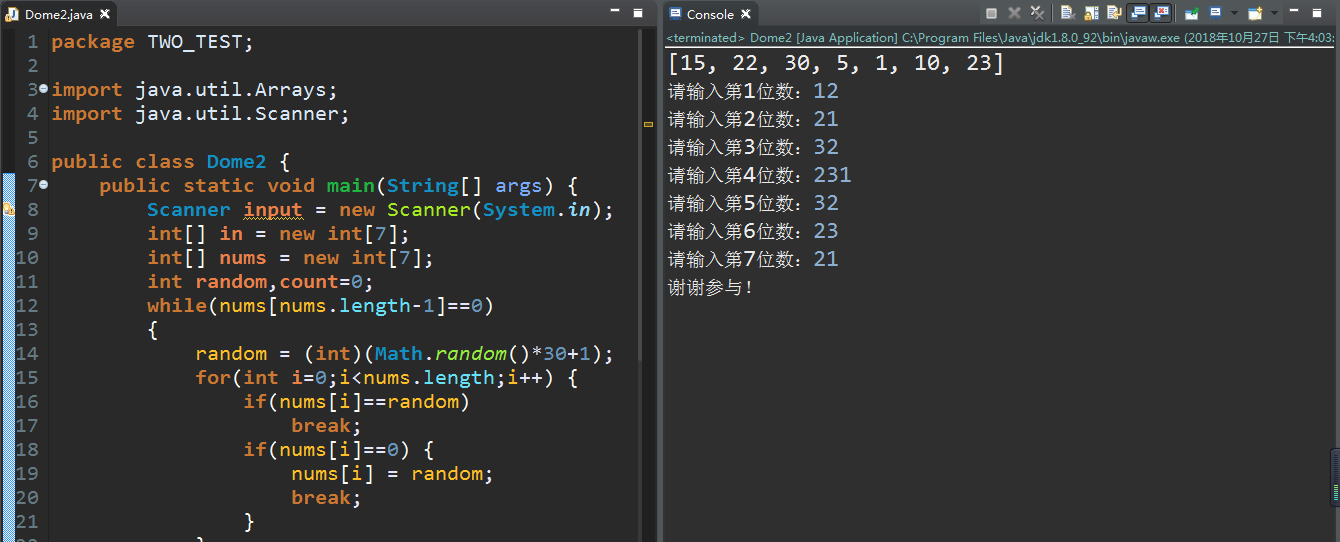 Dome2.java
1 package TWO_TEST;
2
3 import java.util.Arrays;
4 import java.util.Scanner;
5
6 public class Dome2 {
7     public static void main(String[] args) {
8         Scanner input = new Scanner(System.in);
9         int[] in = new int[7];
10         int[] nums = new int[7];
11         int random,count=0;
12         while(nums[nums.length-1]==0)
13         {
14             random = (int)(Math.random()*30+1);
15             for(int i=0;i<nums.length;i++) {
16                 if(nums[i]==random)
17                     break;
18                 if(nums[i]==0) {
19                     nums[i] = random;
20                     break;
21                 }
Console
<terminated> Dome2 [Java Application] C:\Program Files\Java\jdk1.8.0_92\bin\javaw.exe (2018年10月27日 下午4:03:
[15, 22, 30, 5, 1, 10, 23]
请输入第1位数：12
请输入第2位数：21
请输入第3位数：32
请输入第4位数：231
请输入第5位数：32
请输入第6位数：23
请输入第7位数：21
谢谢参与！